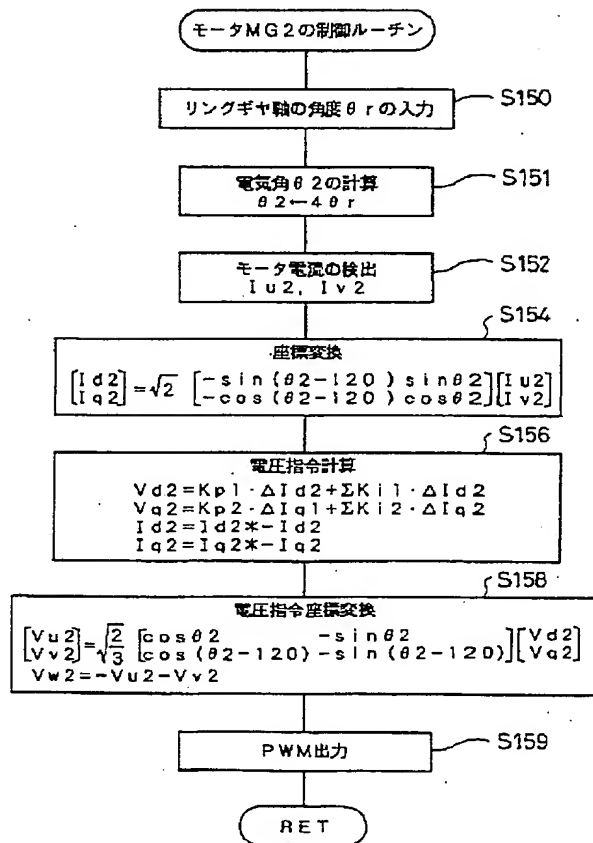 モータMG2の制御ルーチン
リングギヤ軸の角度θrの入力
S150
電気角θ2の計算
θ2←4θr
S151
モータ電流の検出
Iu2, Iv2
S152
S154
座標変換
[Id2] = √2 [-sin(θ2-120) sinθ2] [Iu2]
[Iq2] [-cos(θ2-120) cosθ2] [Iv2]
S156
電圧指令計算
Vd2=Kp1・ΔId2+ΣKi1・ΔId2
Vq2=Kp2・ΔIq1+ΣKi2・ΔIq2
Id2=Id2*-Id2
Iq2=Iq2*-Iq2
S158
電圧指令座標変換
[Vu2] = √2/3 [cosθ2 -sinθ2] [Vd2]
[Vv2] [cos(θ2-120) -sin(θ2-120)] [Vq2]
Vw2=-Vu2-Vv2
PWM出力
S159
RET